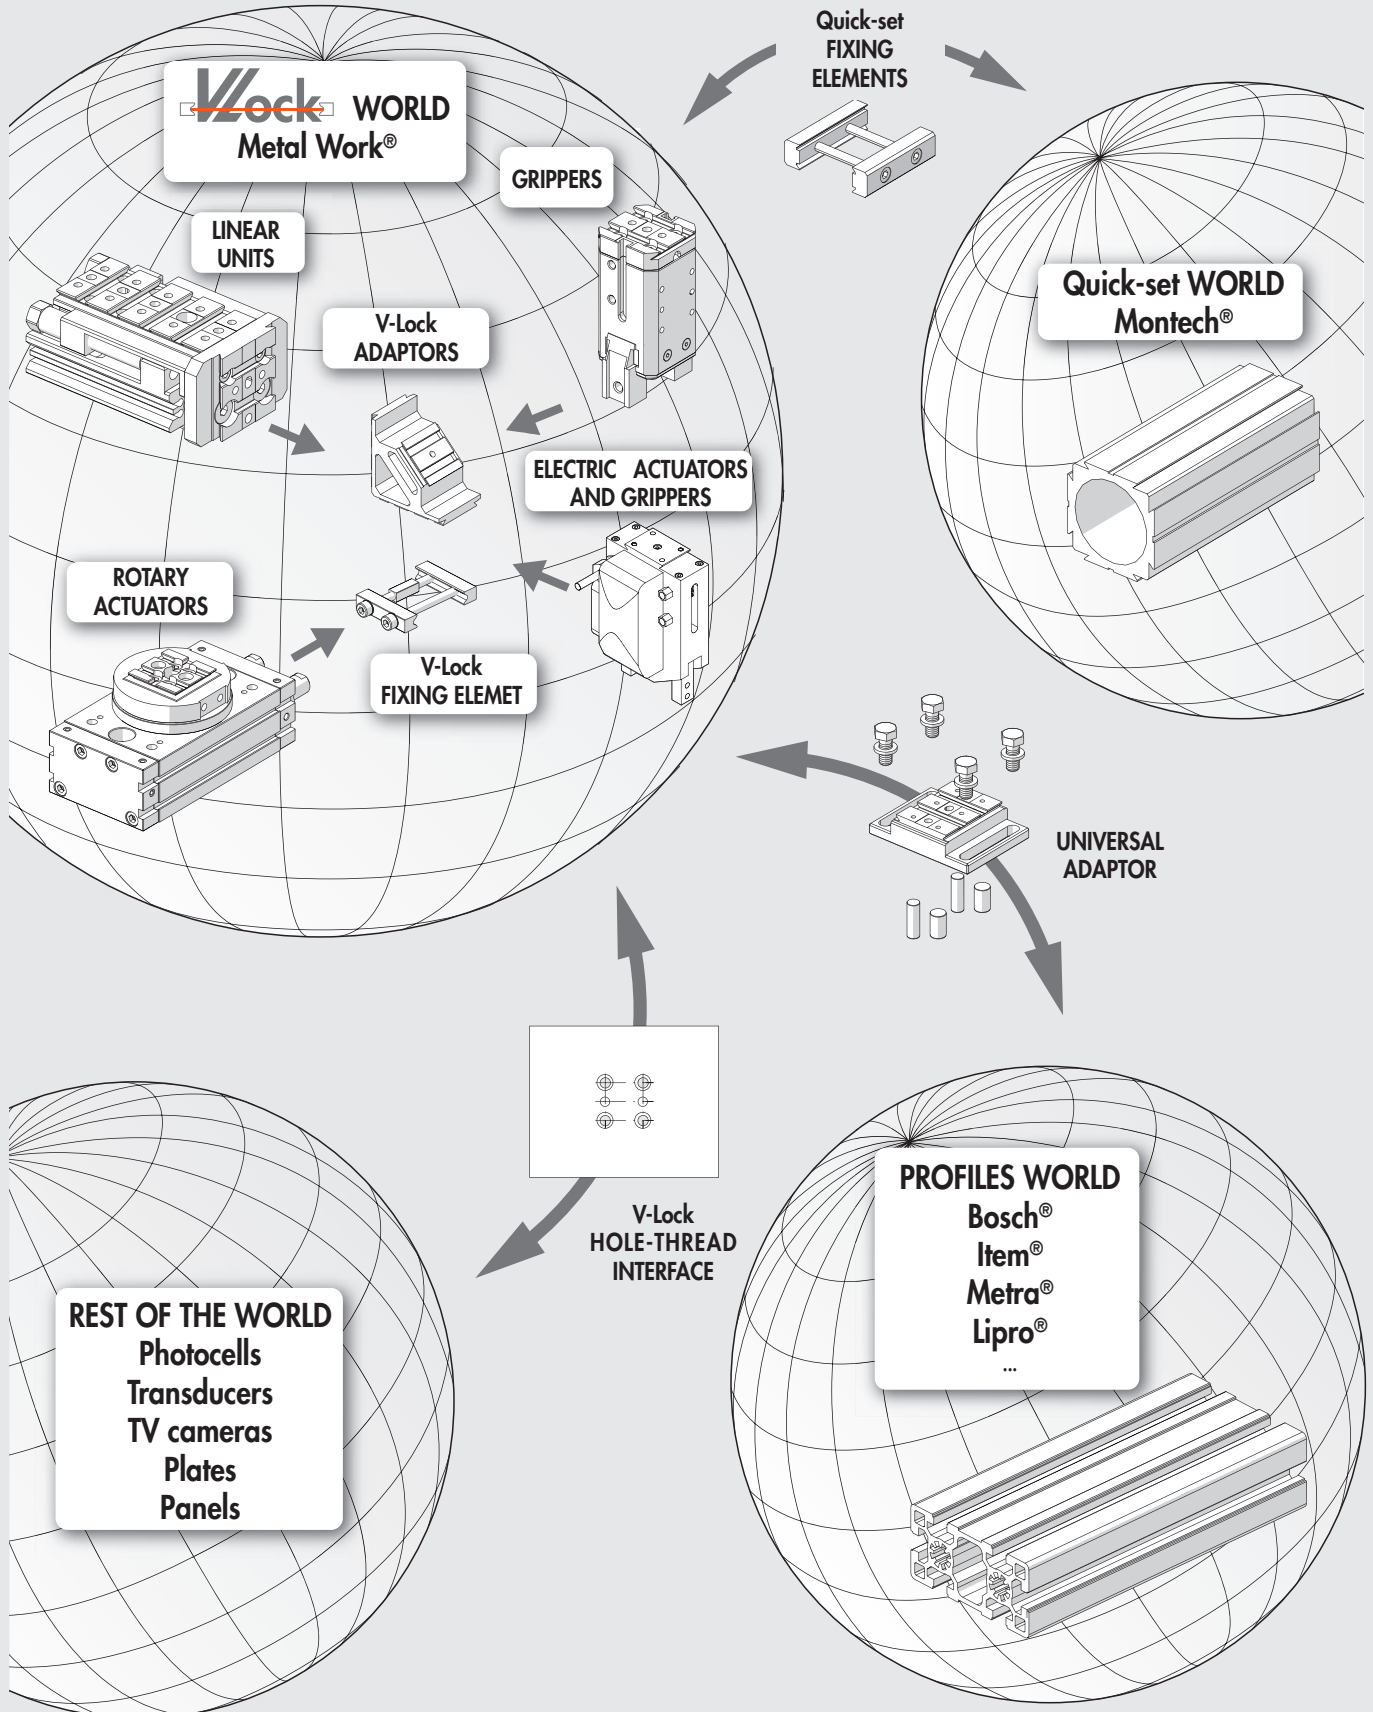 Quick-set
FIXING
ELEMENTS
V-Lock WORLD
Metal Work®
GRIPPERS
LINEAR
UNITS
V-Lock
ADAPTORS
Quick-set WORLD
Montech®
ELECTRIC ACTUATORS
AND GRIPPERS
ROTARY
ACTUATORS
V-Lock
FIXING ELEMET
UNIVERSAL
ADAPTOR
V-Lock
HOLE-THREAD
INTERFACE
PROFILES WORLD
Bosch®
Item®
Metra®
Lipro®
...
REST OF THE WORLD
Photocells
Transducers
TV cameras
Plates
Panels